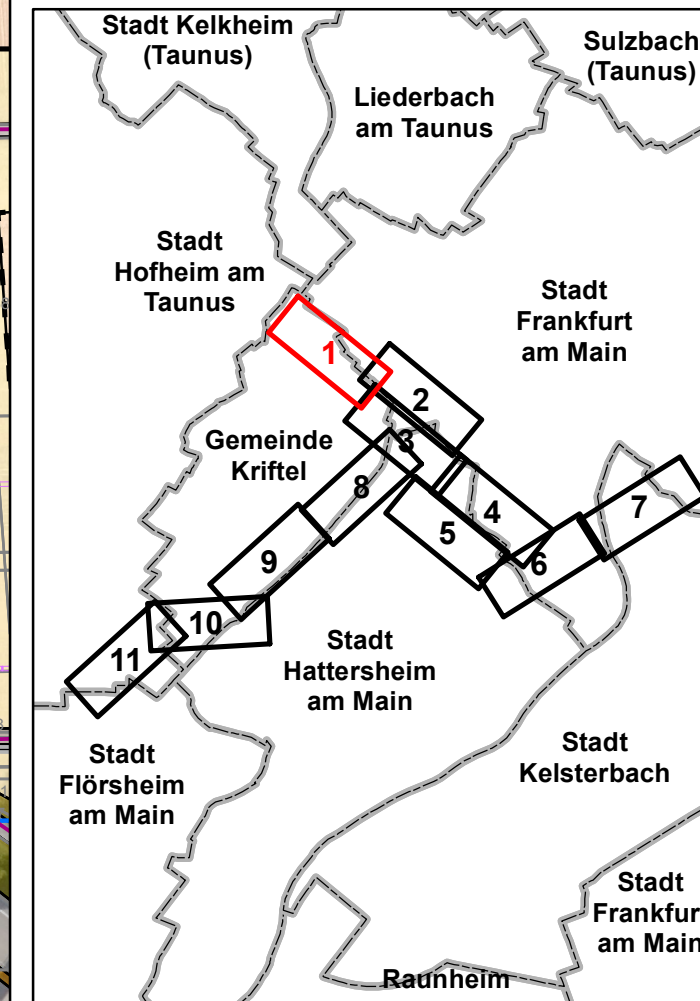 Stadt Kelkheim
(Taunus)
Sulzbach
(Taunus)
Liederbach
am Taunus
Stadt
Hofheim am
Taunus
Stadt
Frankfurt
am Main
1
2
3
Gemeinde
Kriftel
8
4
7
5
9
6
10
11
Stadt
Hattersheim
am Main
Stadt
Flörsheim
am Main
Stadt
Kelsterbach
Stadt
Frankfur
am Main
Raunheim